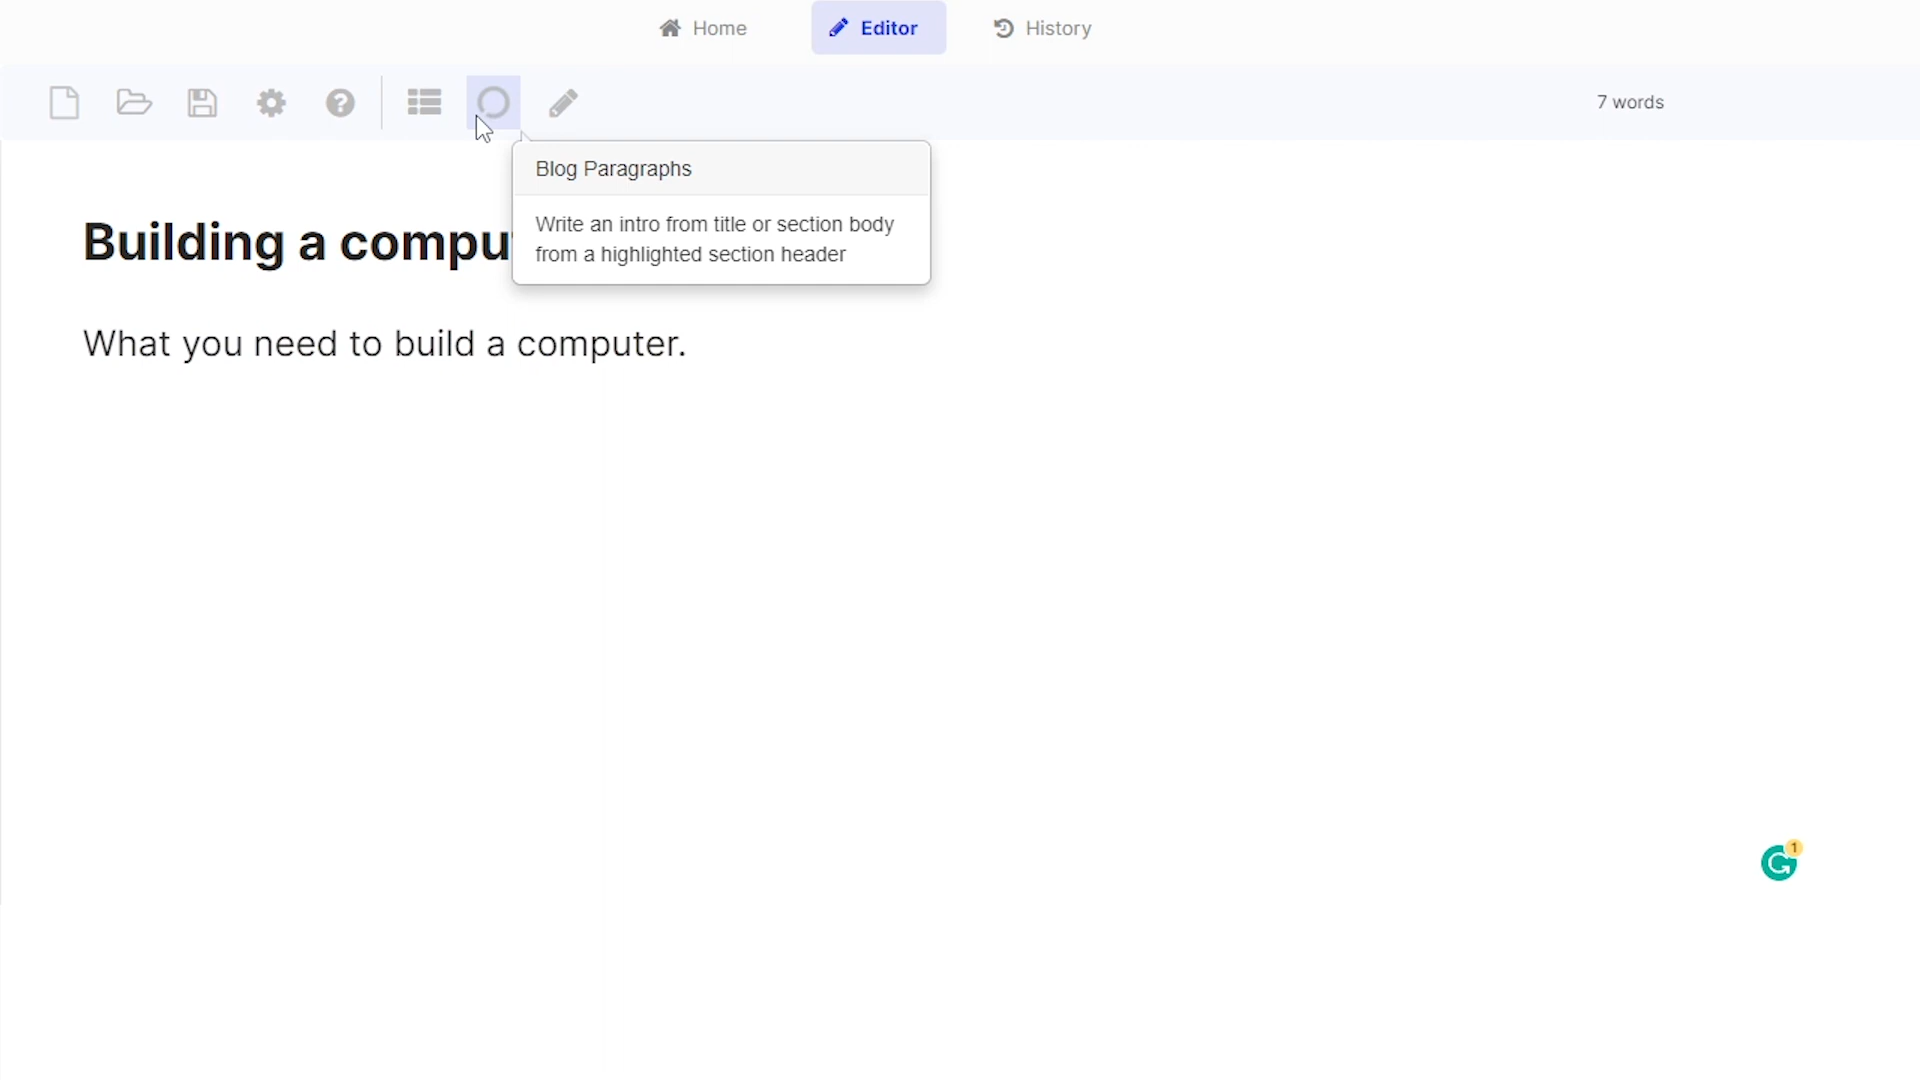 Home
Editor
History
7 words
Blog Paragraphs
Write an intro from title or section body
from a highlighted section header
Building a compu
What you need to build a computer.
1